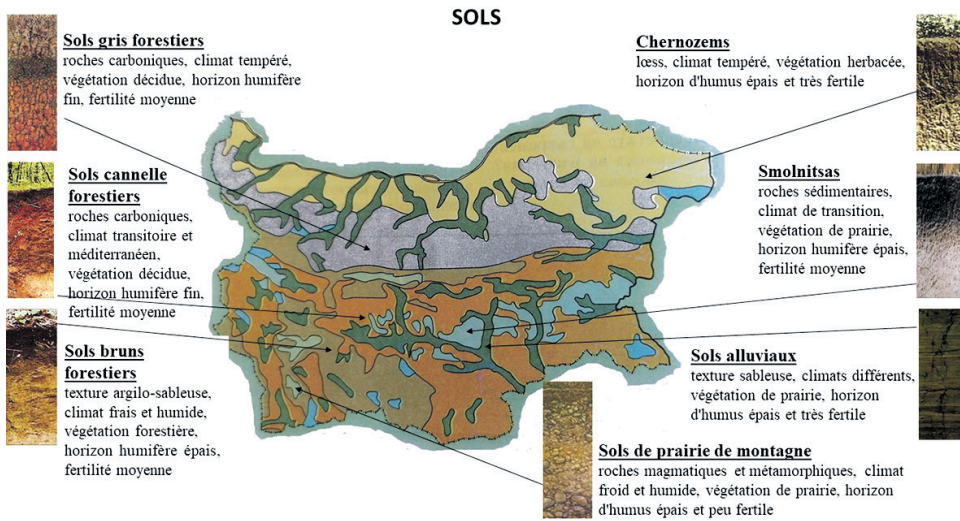 SOLS
Sols gris forestiers
roches carboniques, climat tempéré,
végétation décidue, horizon humifère
fin, fertilité moyenne
Chernozems
lœss, climat tempéré, végétation herbacée,
horizon d'humus épais et très fertile
Sols cannelle
forestiers
roches carboniques,
climat transitoire et
méditerranéen,
végétation décidue,
horizon humifère fin,
fertilité moyenne
Smolnitsas
roches sédimentaires,
climat de transition,
végétation de prairie,
horizon humifère épais,
fertilité moyenne
Sols bruns
forestiers
texture argilo-sableuse,
climat frais et humide,
végétation forestière,
horizon humifère épais,
fertilité moyenne
Sols alluviaux
texture sableuse, climats différents,
végétation de prairie, horizon
d'humus épais et très fertile
Sols de prairie de montagne
roches magmatiques et métamorphiques, climat
froid et humide, végétation de prairie, horizon
d'humus épais et peu fertile